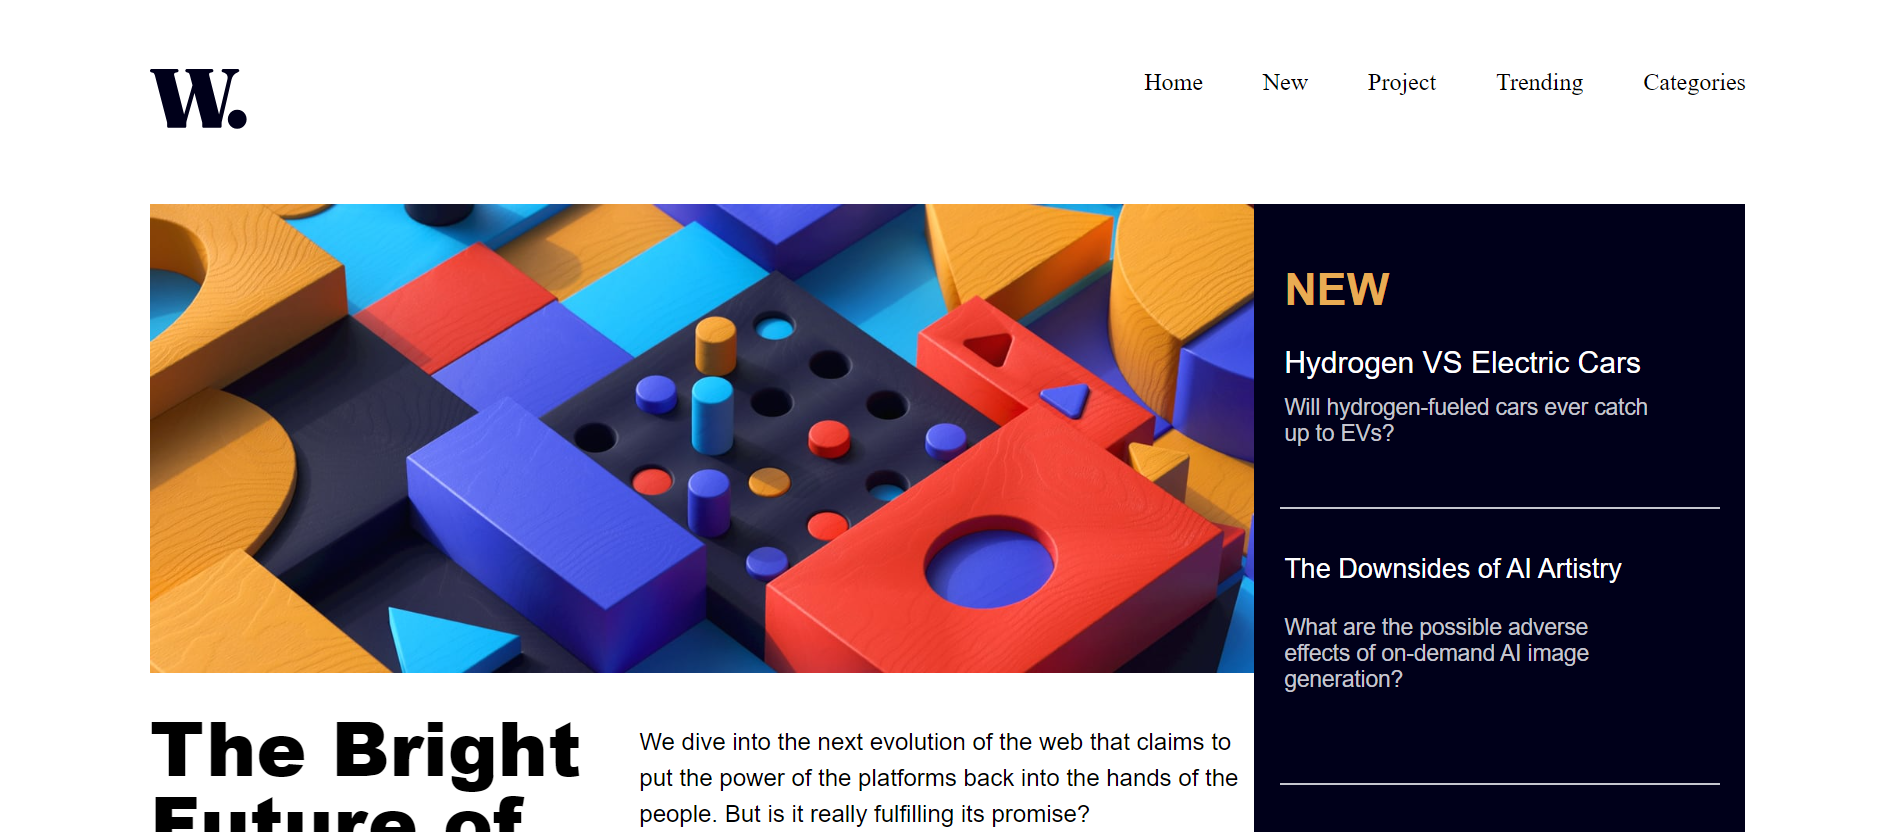 W.
Home New Project Trending Categories
NEW
Hydrogen VS Electric Cars
Will hydrogen-fueled cars ever catch
up to EVs?
The Downsides of AI Artistry
What are the possible adverse
effects of on-demand AI image
generation?
The Bright
Future of
We dive into the next evolution of the web that claims to
put the power of the platforms back into the hands of the
people. But is it really fulfilling its promise?